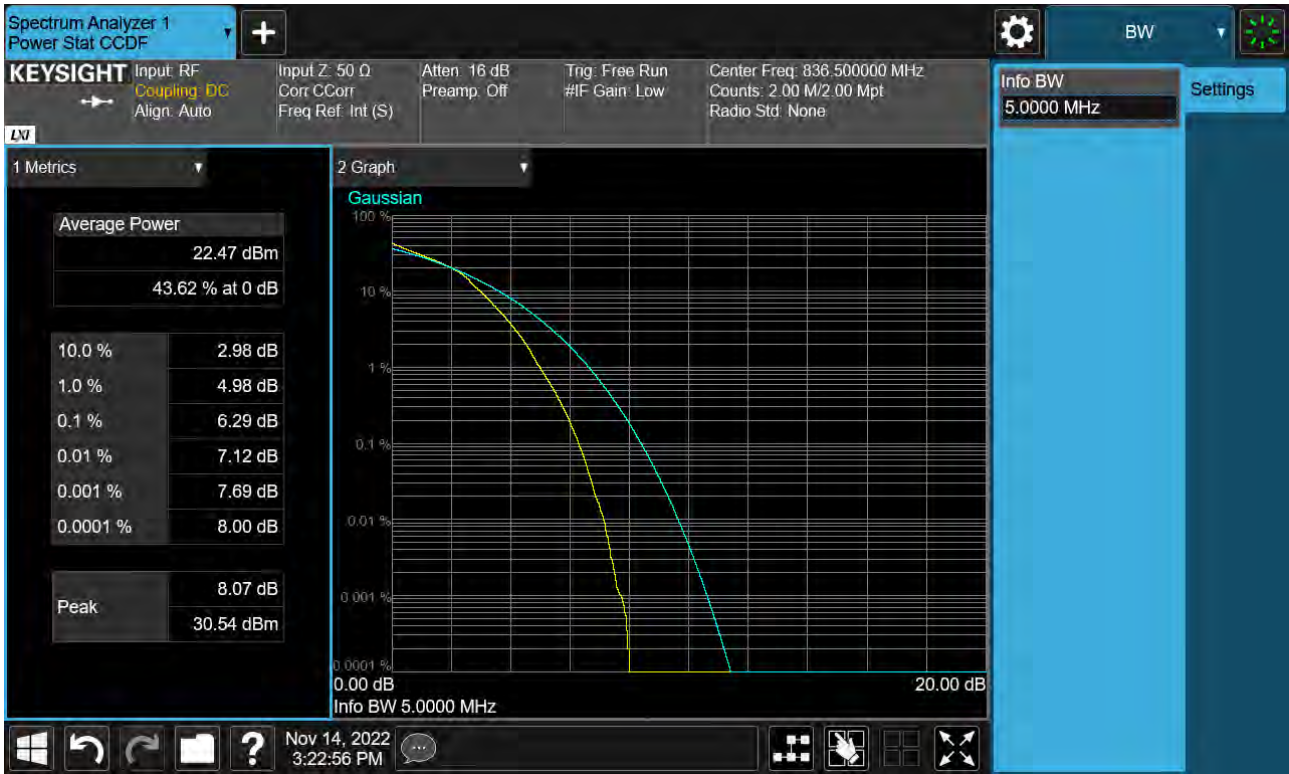 Spectrum Analyzer 1
Power Stat CCDF
BW
KEYSIGHT
Input: RF
Coupling: DC
Align: Auto
Input Z: 50 Ω
Corr CCorr
Freq Ref: Int (S)
Atten: 16 dB
Preamp: Off
Trig: Free Run
#IF Gain: Low
Center Freq: 836.500000 MHz
Counts: 2.00 M/2.00 Mpt
Radio Std: None
LXI
Info BW
5.0000 MHz
Settings
1 Metrics
Average Power
22.47 dBm
43.62 % at 0 dB
10.0 % 2.98 dB
1.0 % 4.98 dB
0.1 % 6.29 dB
0.01 % 7.12 dB
0.001 % 7.69 dB
0.0001 % 8.00 dB
Peak
8.07 dB
30.54 dBm
2 Graph
Gaussian
100 %
10 %
1 %
0.1 %
0.01 %
0.001 %
0.0001 %
0.00 dB
20.00 dB
Info BW 5.0000 MHz
?
Nov 14, 2022
3:22:56 PM